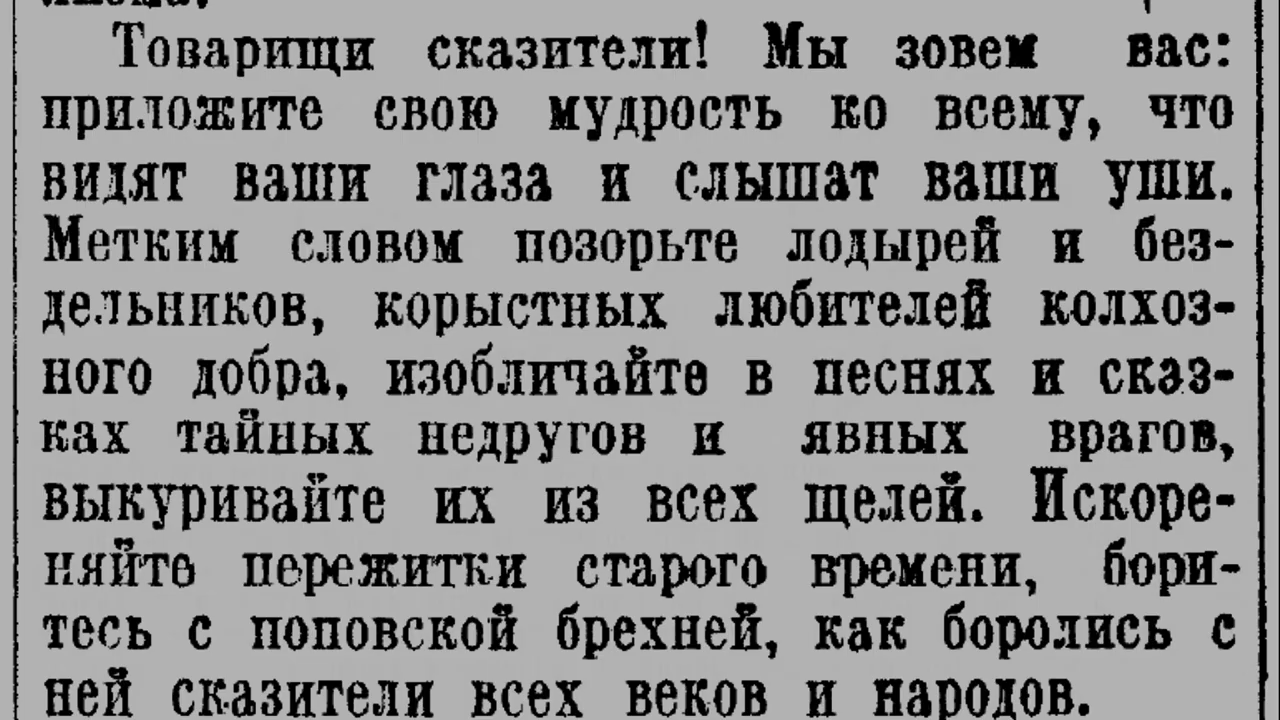 Товарищи сказители! Мы зовем вас:
приложите свою мудрость ко всему, что
видят ваши глаза и слышат ваши уши.
Метким словом позорьте лодырей и без-
дельников, корыстных любителей колхоз-
ного добра, изобличайте в песнях и сказ-
ках тайных недругов и явных врагов,
выкуривайте их из всех щелей. Искоре-
няйте пережитки старого времени, бори-
тесь с поповской брехней, как боролись с
ней сказители всех веков и народов.